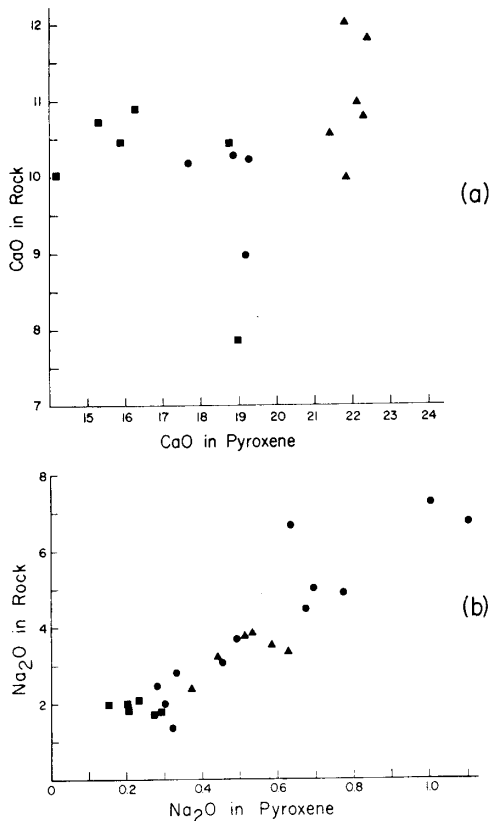 12
11
10
9
8
7
CaO in Rock
(a)
15 16 17 18 19 20 21 22 23 24
CaO in Pyroxene
8
6
4
2
Na₂O in Rock
(b)
0 0.2 0.4 0.6 0.8 1.0
Na₂O in Pyroxene